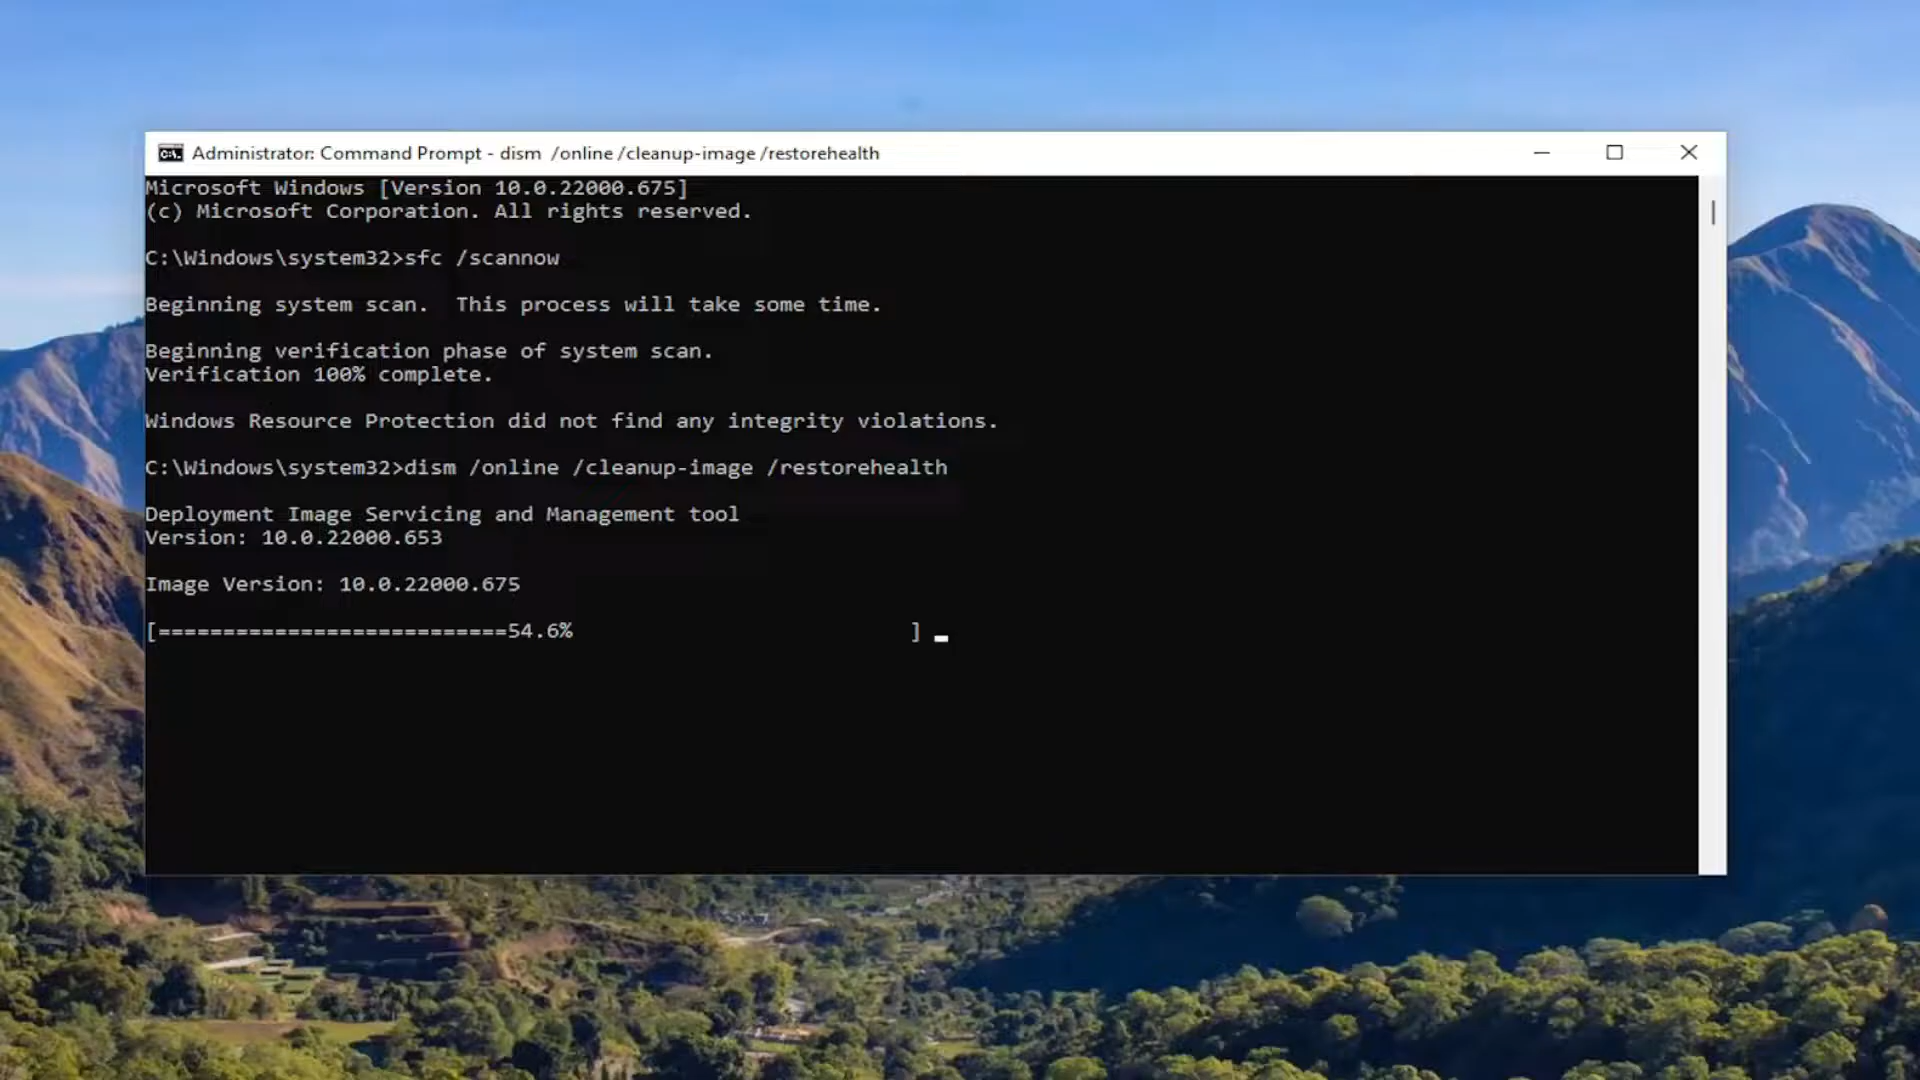 Administrator: Command Prompt - dism  /online /cleanup-image /restorehealth
Microsoft Windows [Version 10.0.22000.675]
(c) Microsoft Corporation. All rights reserved.
C:\Windows\system32>sfc /scannow
Beginning system scan.  This process will take some time.
Beginning verification phase of system scan.
Verification 100% complete.
Windows Resource Protection did not find any integrity violations.
C:\Windows\system32>dism /online /cleanup-image /restorehealth
Deployment Image Servicing and Management tool
Version: 10.0.22000.653
Image Version: 10.0.22000.675
[===========================54.6%                          ]